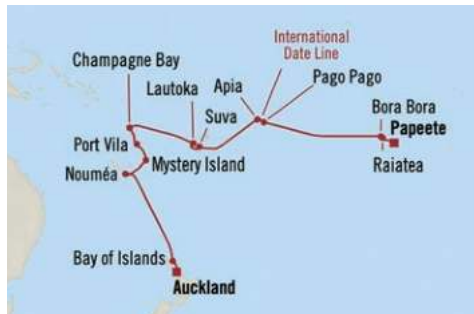 International
Date Line
Champagne Bay
Lautoka
Apia
Pago Pago
Suva
Bora Bora
Papeete
Port Vila
Mystery Island
Raiatea
Nouméa
Bay of Islands
Auckland